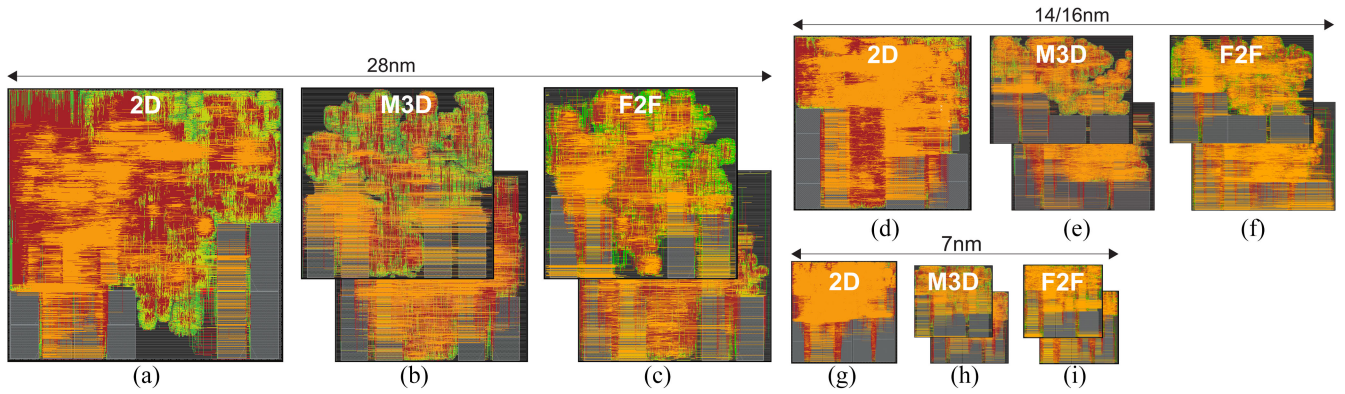 28nm
2D
M3D
F2F
(a)
(b)
(c)
14/16nm
2D
M3D
F2F
(d)
(e)
(f)
7nm
2D
M3D
F2F
(g)
(h)
(i)